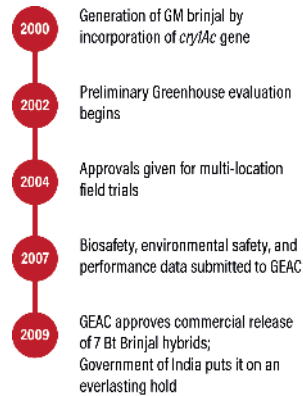 2000
Generation of GM brinjal by
incorporation of cry1Ac gene
2002
Preliminary Greenhouse evaluation
begins
2004
Approvals given for multi-location
field trials
2007
Biosafety, environmental safety, and
performance data submitted to GEAC
2009
GEAC approves commercial release
of 7 Bt Brinjal hybrids;
Government of India puts it on an
everlasting hold